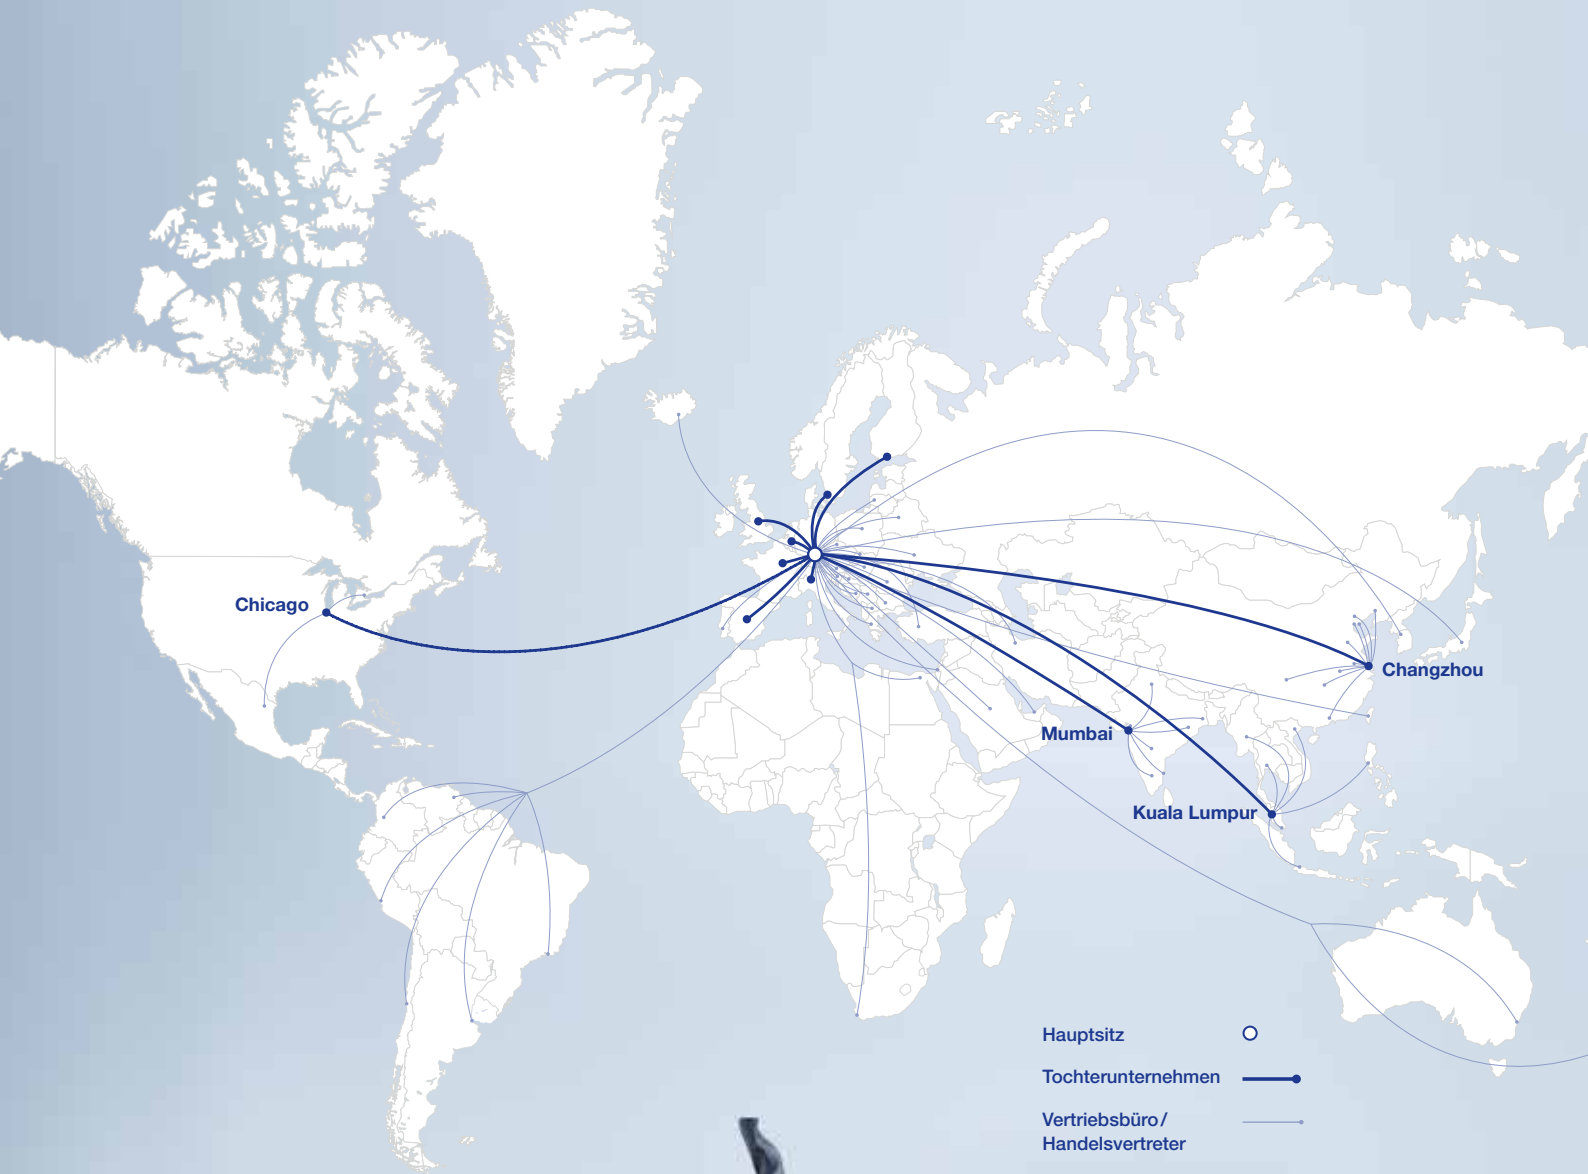 Chicago
Changzhou
Mumbai
Kuala Lumpur
Hauptsitz
Tochterunternehmen
Vertriebsbüro/
Handelsvertreter